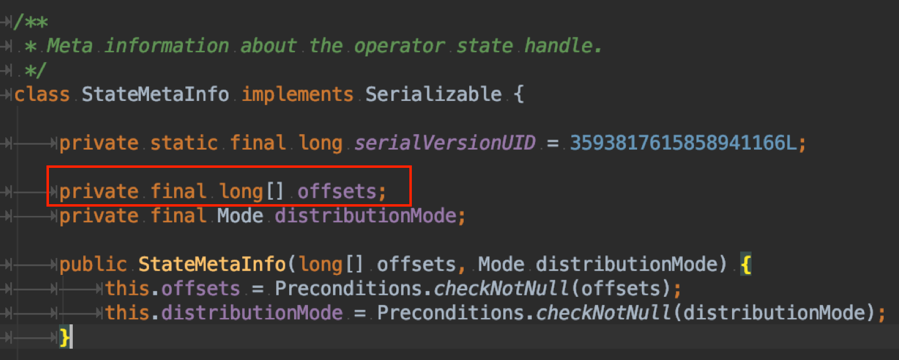 /**
 * Meta information about the operator state handle.
 */
class StateMetaInfo implements Serializable {
private static final long serialVersionUID = 3593817615858941166L;
private final long[] offsets;
private final Mode distributionMode;
public StateMetaInfo(long[] offsets, Mode distributionMode) {
this.offsets = Preconditions.checkNotNull(offsets);
this.distributionMode = Preconditions.checkNotNull(distributionMode);
}